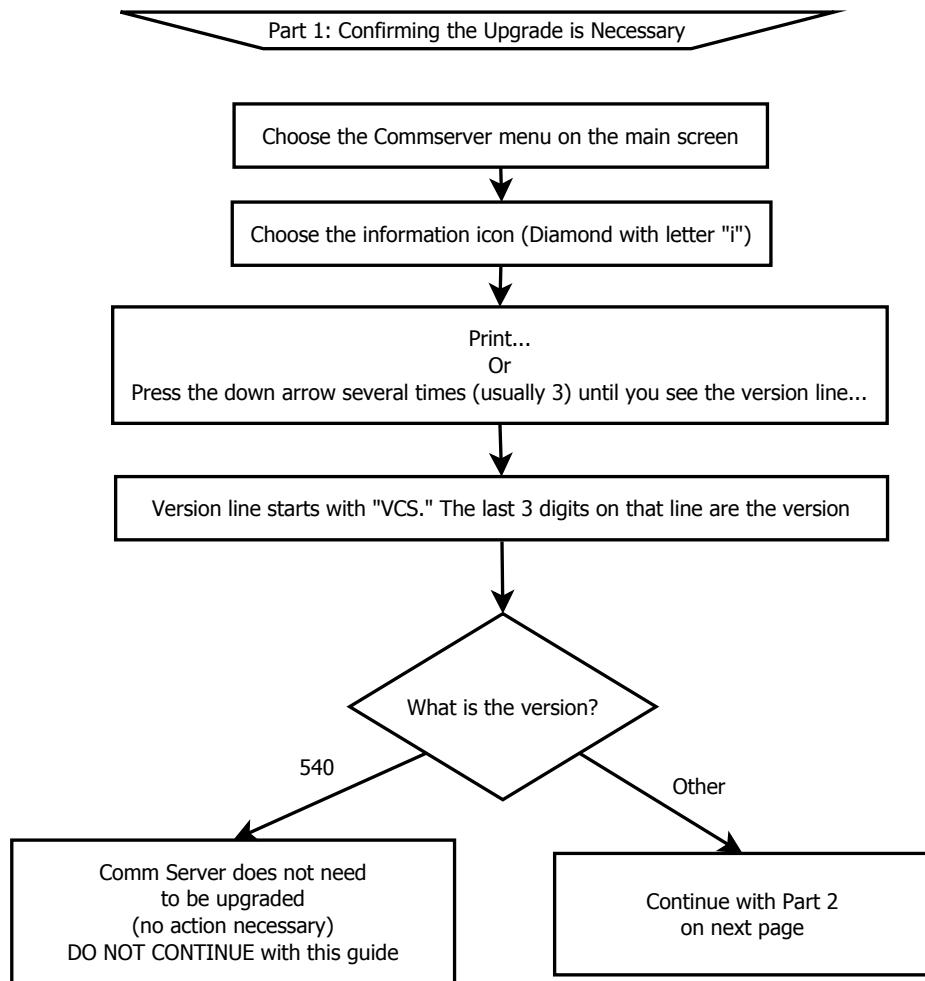 Part 1: Confirming the Upgrade is Necessary
Choose the Commserver menu on the main screen
Choose the information icon (Diamond with letter "i")
Print...
Or
Press the down arrow several times (usually 3) until you see the version line...
Version line starts with "VCS." The last 3 digits on that line are the version
What is the version?
540
Other
Comm Server does not need
to be upgraded
(no action necessary)
DO NOT CONTINUE with this guide
Continue with Part 2
on next page